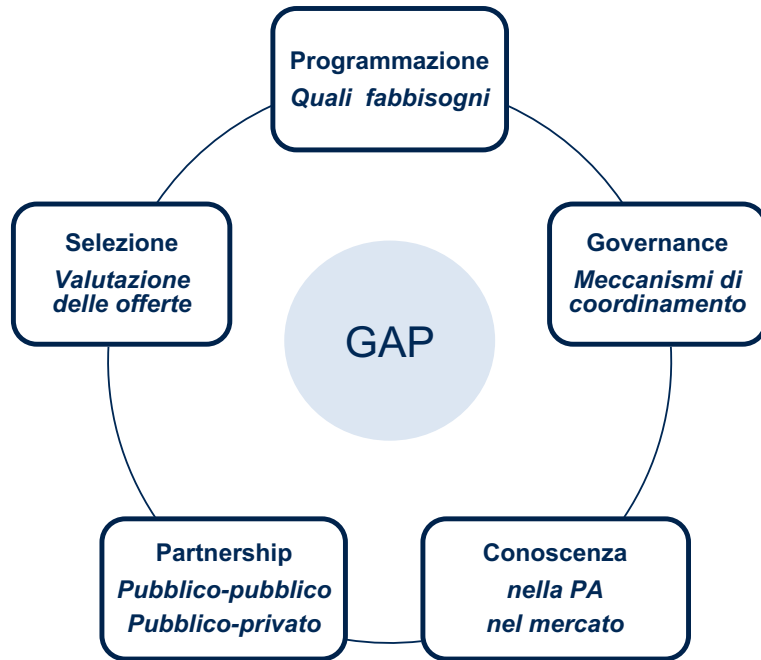 Programmazione
Quali fabbisogni
Selezione
Valutazione
delle offerte
Governance
Meccanismi di
coordinamento
GAP
Partnership
Pubblico-pubblico
Pubblico-privato
Conoscenza
nella PA
nel mercato